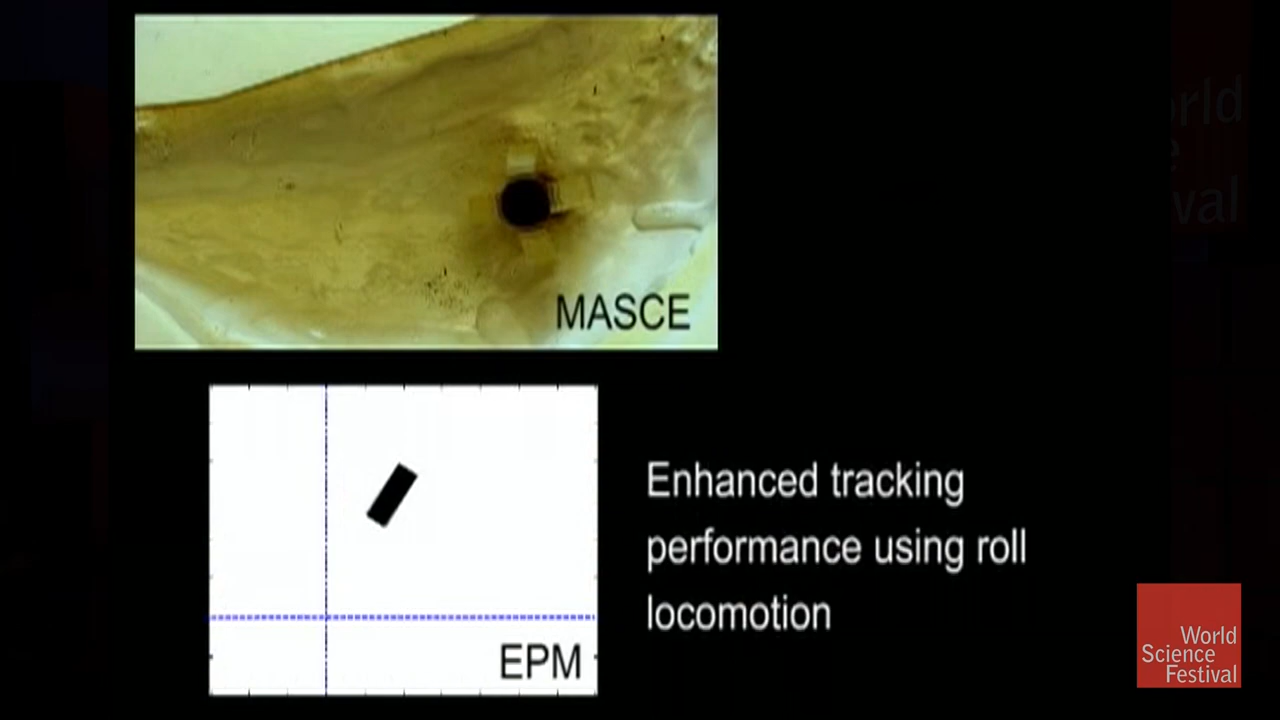 MASCE
EPM
Enhanced tracking
performance using roll
locomotion
World
Science
Festival